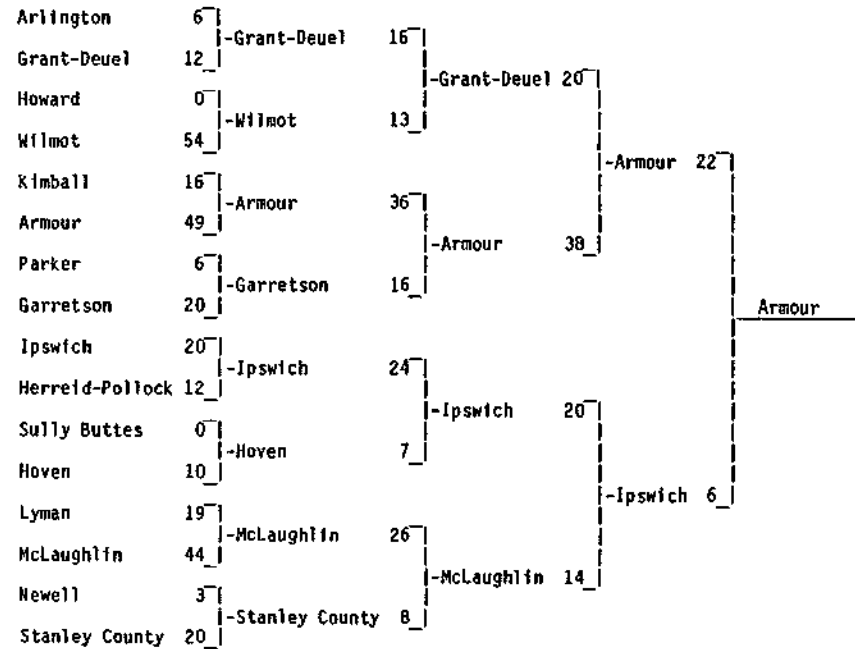 Arlington 6
-Grant-Deuel 16
Grant-Deuel 12
-Grant-Deuel 20
Howard 0
-Wilmot 13
Wilmot 54
-Armour 22
Kimball 16
-Armour 36
Armour 49
-Armour 38
Parker 6
-Garretson 16
Garretson 20
Armour
Ipswich 20
-Ipswich 24
Herreid-Pollock 12
-Ipswich 20
Sully Buttes 0
-Hoven 7
Hoven 10
-Ipswich 6
Lyman 19
-McLaughlin 26
McLaughlin 44
-McLaughlin 14
Newell 3
-Stanley County 8
Stanley County 20